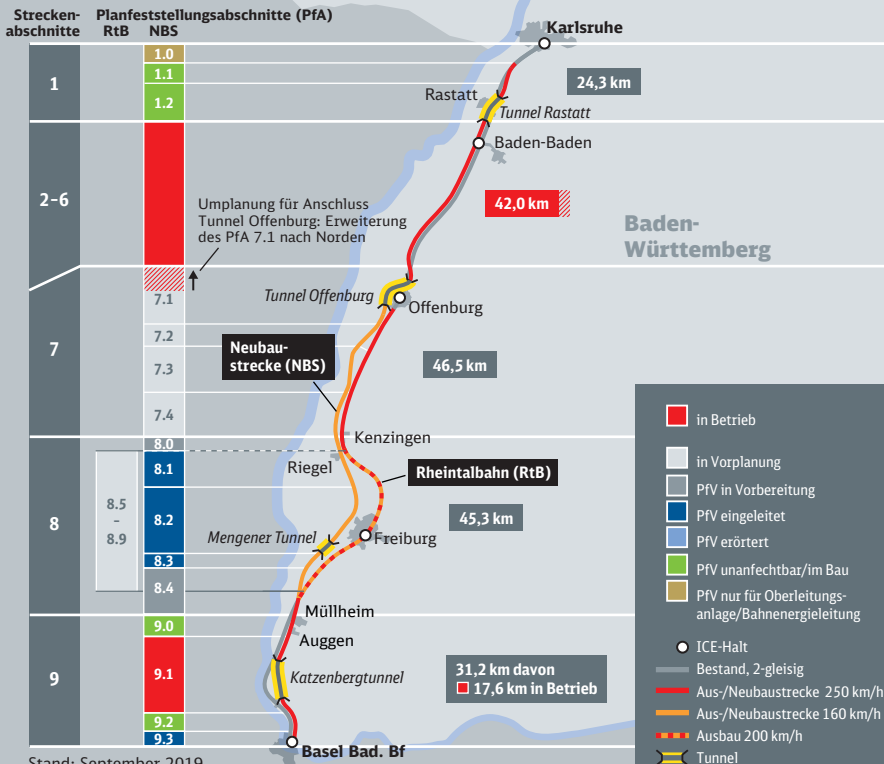 Strecken-
abschnitte
Planfeststellungsabschnitte (PfA)
RtB
NBS
1
1.0
1.1
1.2
2–6
7
7.1
7.2
7.3
7.4
8
8.5
–
8.9
8.0
8.1
8.2
8.3
8.4
9
9.0
9.1
9.2
9.3
Umplanung für Anschluss
Tunnel Offenburg: Erweiterung
des PfA 7.1 nach Norden
Karlsruhe
24,3 km
Rastatt
Tunnel Rastatt
Baden-Baden
42,0 km
Baden-
Württemberg
Tunnel Offenburg
Offenburg
Neubau-
strecke (NBS)
46,5 km
Kenzingen
Riegel
Rheintalbahn (RtB)
45,3 km
Mengener Tunnel
Freiburg
Müllheim
Auggen
Katzenbergtunnel
31,2 km davon
17,6 km in Betrieb
Basel Bad. Bf
in Betrieb
in Vorplanung
PfV in Vorbereitung
PfV eingeleitet
PfV erörtert
PfV unanfechtbar/im Bau
PfV nur für Oberleitungs-
anlage/Bahnenergieleitung
ICE-Halt
Bestand, 2-gleisig
Aus-/Neubaustrecke 250 km/h
Aus-/Neubaustrecke 160 km/h
Ausbau 200 km/h
Tunnel
Stand: September 2019